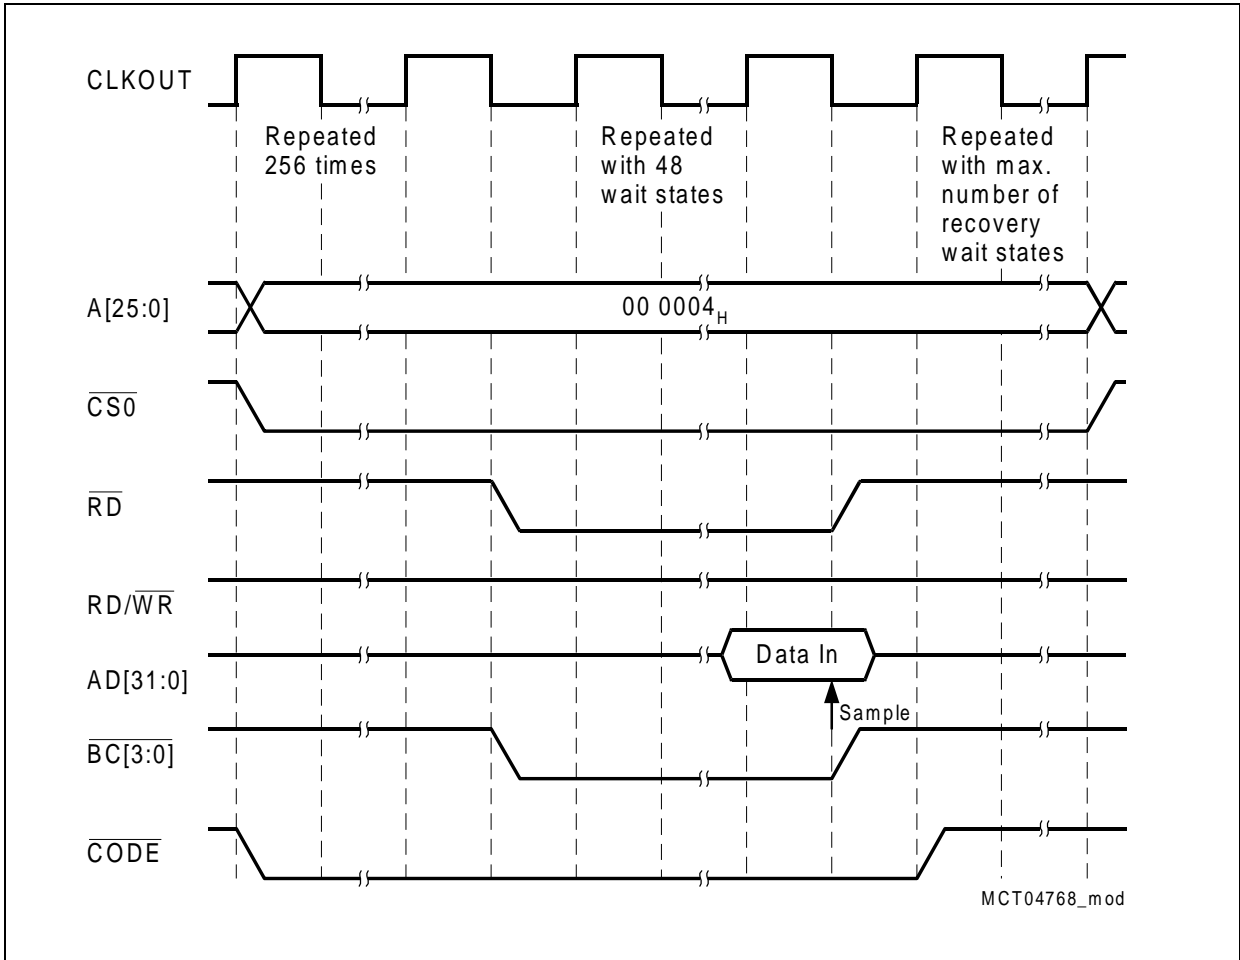 CLKOUT
Repeated
256 times
Repeated
with 48
wait states
Repeated
with max.
number of
recovery
wait states
A[25:0]
00 0004H
CS0
RD
RD/WR
AD[31:0]
Data In
Sample
BC[3:0]
CODE
MCT04768_mod